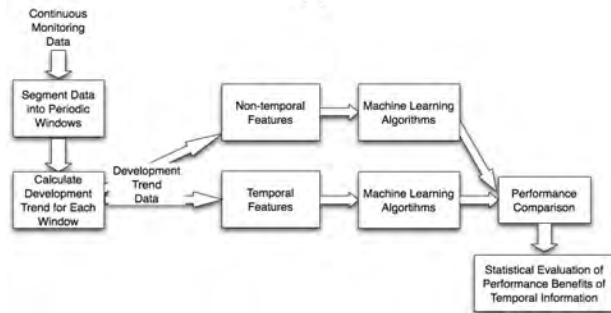 Continuous
Monitoring
Data
Segment Data
into Periodic
Windows
Calculate
Development
Trend for Each
Window
Development
Trend
Data
Non-temporal
Features
Machine Learning
Algorithms
Temporal
Features
Machine Learning
Algortihms
Performance
Comparison
Statistical Evaluation of
Performance Benefits of
Temporal Information